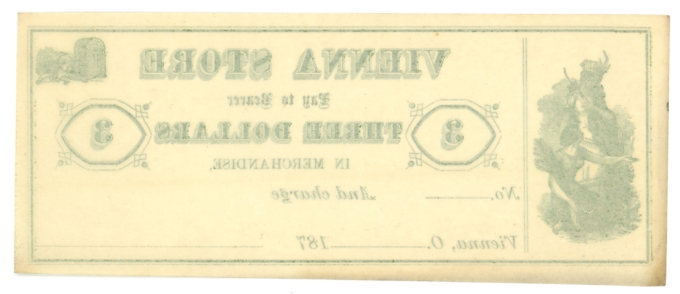 VIENNA STORE
Pay to Bearer
3 THREE DOLLARS 3
IN MERCHANDISE.
No. And charge
Vienna, O. 187